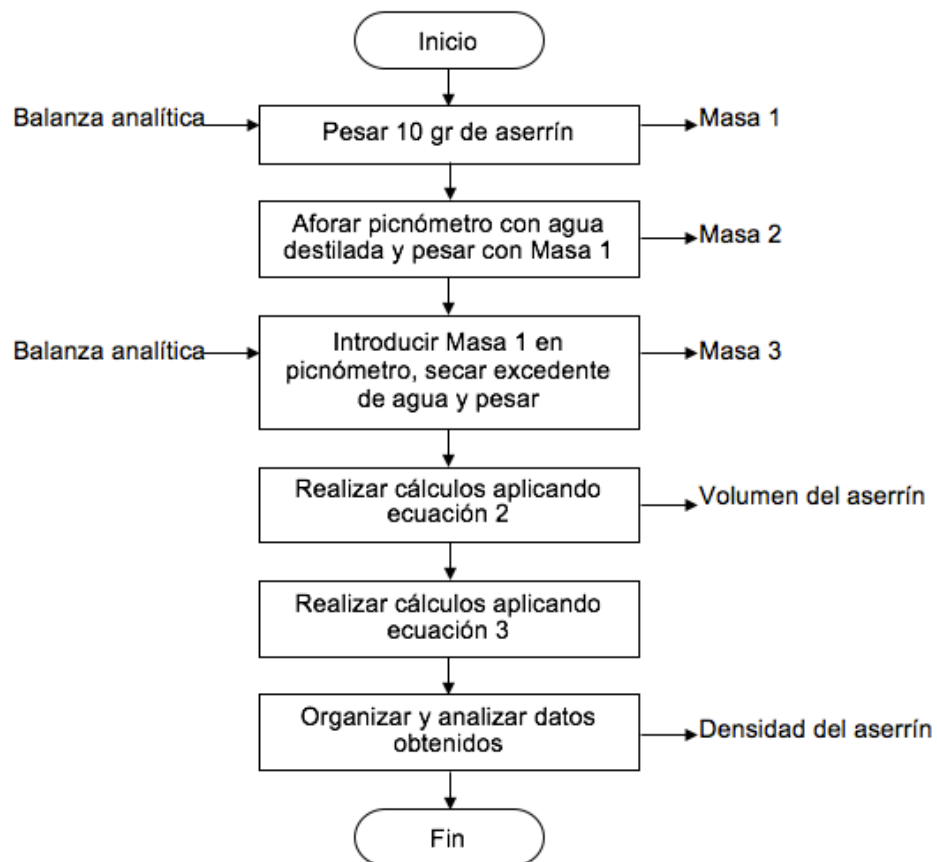 Inicio
Balanza analítica
Pesar 10 gr de aserrín
Masa 1
Aforar picnómetro con agua
destilada y pesar con Masa 1
Masa 2
Balanza analítica
Introducir Masa 1 en
picnómetro, secar excedente
de agua y pesar
Masa 3
Realizar cálculos aplicando
ecuación 2
Volumen del aserrín
Realizar cálculos aplicando
ecuación 3
Organizar y analizar datos
obtenidos
Densidad del aserrín
Fin